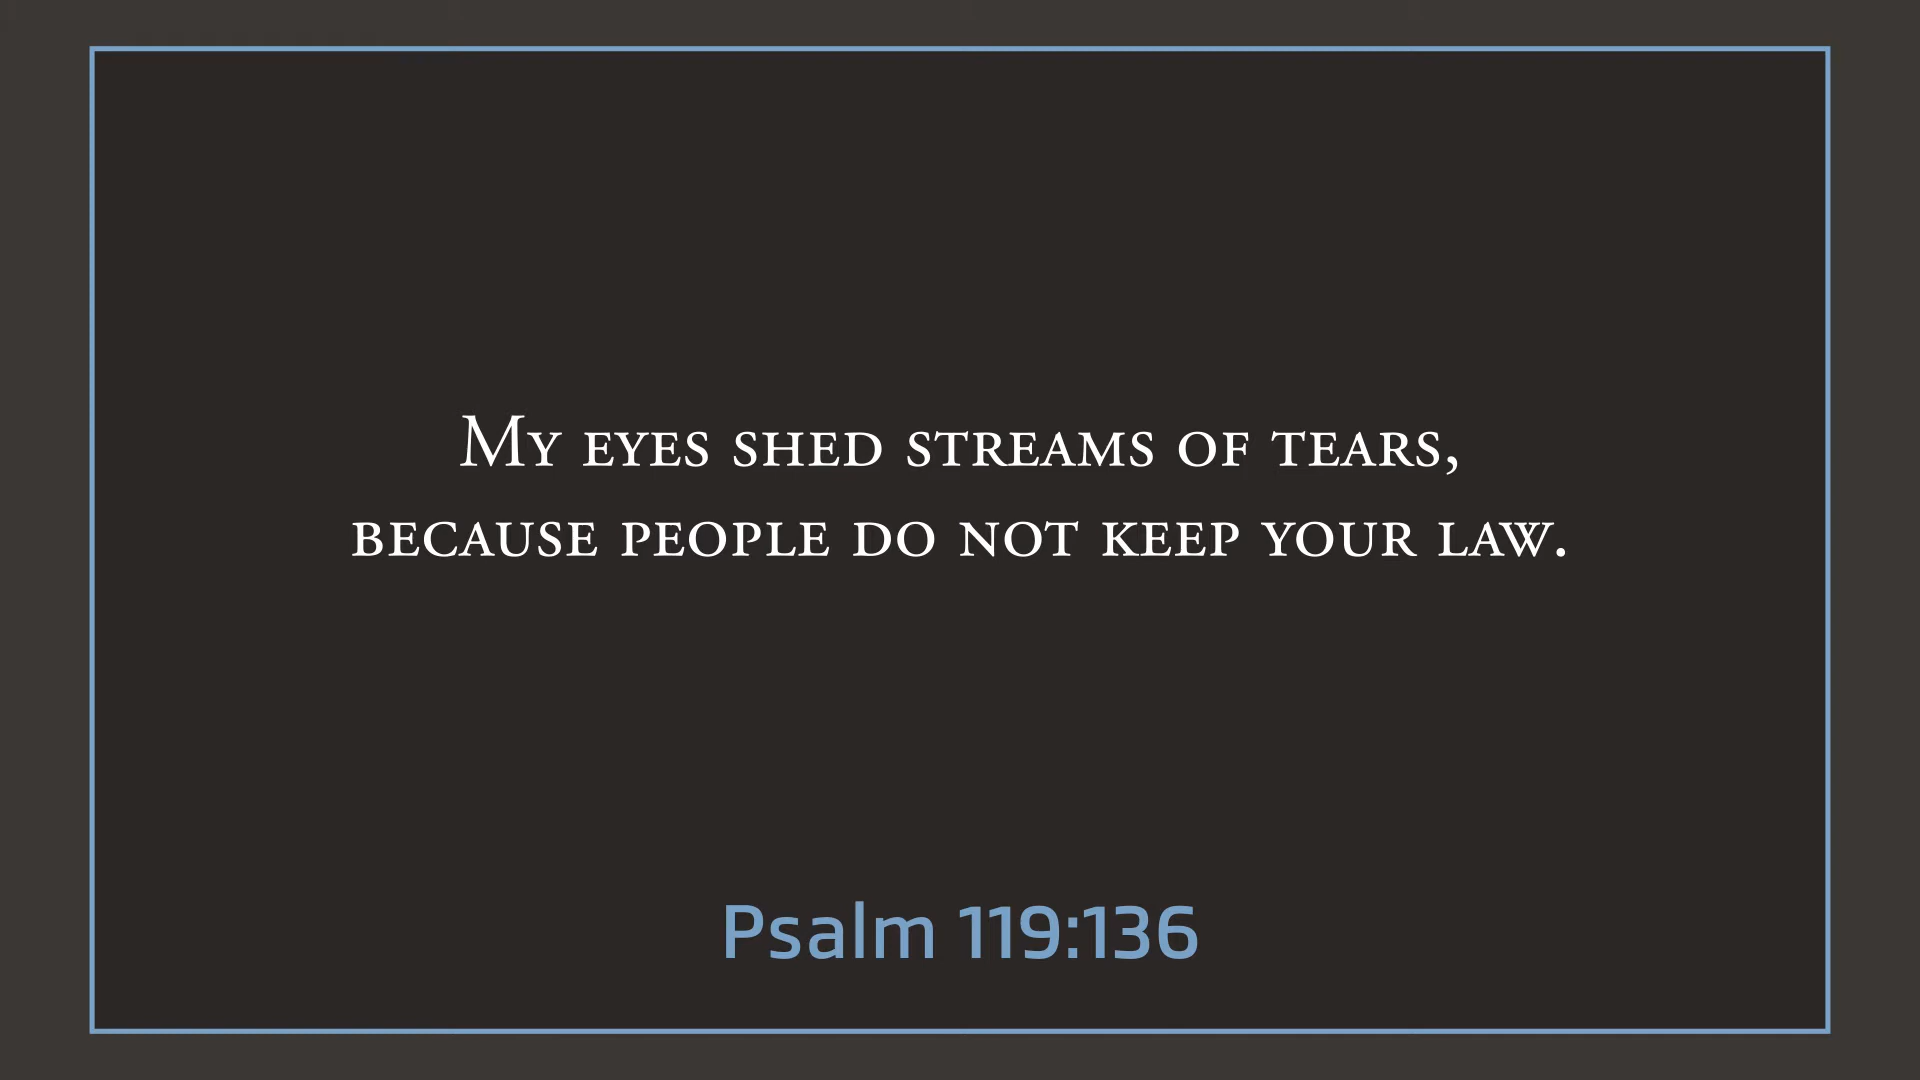 My eyes shed streams of tears,
because people do not keep your law.
Psalm 119:136